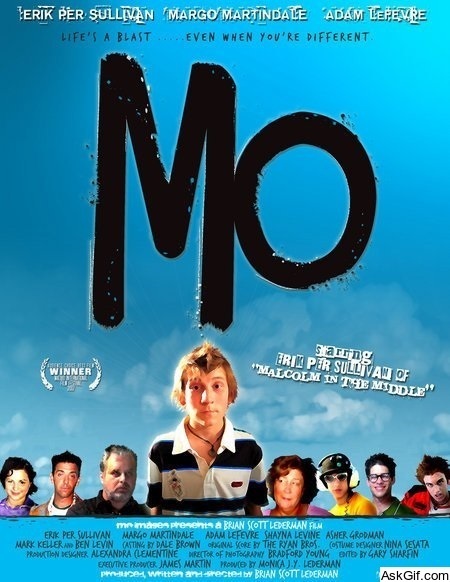 ERIK PER SULLIVAN MARGO MARTINDALE ADAM LEFEVRE
LIFE'S A BLAST .....EVEN WHEN YOU'RE DIFFERENT.
MO
WINNER
starring
ERIK PER SULLIVAN OF
"MALCOLM IN THE MIDDLE"
MO IMAGES PRESENTS A BRIAN SCOTT LEDERMAN FILM
ERIK PER SULLIVAN MARGO MARTINDALE ADAM LEFEVRE SHAYNA LEVINE ASHER GRODMAN
MARK KELLER AND BEN LEVIN CASTING BY DALE BROWN ORIGINAL SCORE BY THE RYAN BROS. COSTUME DESIGNER NINA SESATA
PRODUCTION DESIGNER ALEXANDRA CLEMENTINE DIRECTOR OF PHOTOGRAPHY BRADFORD YOUNG EDITED BY GARY SHARFIN
EXECUTIVE PRODUCER JAMES MARTIN PRODUCED BY MONICA J.Y. LEDERMAN
PRODUCED, WRITTEN AND DIRECTED BY BRIAN SCOTT LEDERMAN
AskGif.com